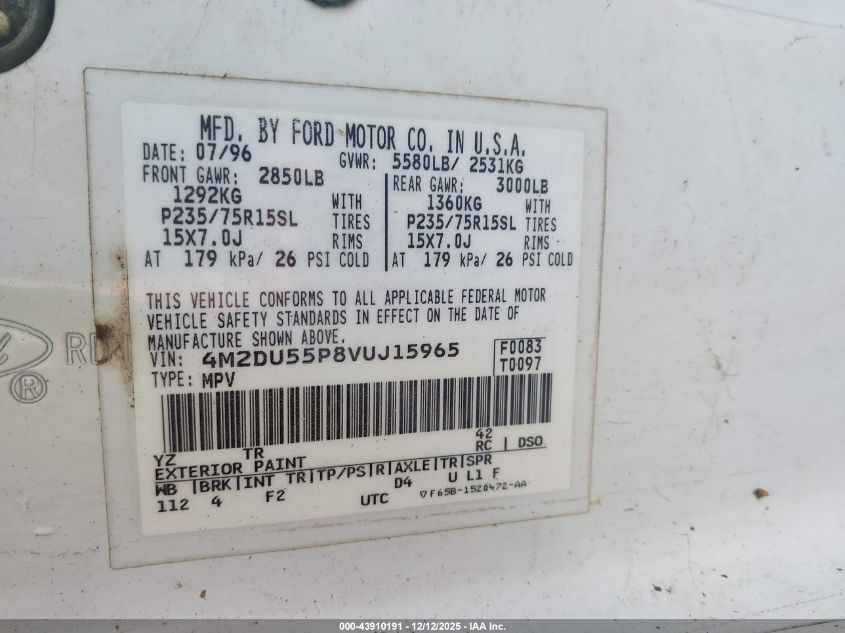 MFD. BY FORD MOTOR CO. IN U.S.A.
DATE: 07/96 GVWR: 5580LB/ 2531KG
FRONT GAWR: 2850LB REAR GAWR: 3000LB
1292KG WITH 1360KG WITH
P235/75R15SL TIRES P235/75R15SL TIRES
15X7.0J RIMS 15X7.0J RIMS
AT 179 kPa/ 26 PSI COLD AT 179 kPa/ 26 PSI COLD
THIS VEHICLE CONFORMS TO ALL APPLICABLE FEDERAL MOTOR
VEHICLE SAFETY STANDARDS IN EFFECT ON THE DATE OF
MANUFACTURE SHOWN ABOVE.
VIN: 4M2DU55P8VUJ15965 F0083
TYPE: MPV T0097
42
YZ TR RC | DSO
EXTERIOR PAINT
WB |BRK|INT TR|TP/PS|R|AXLE|TR|SPR
112 4 F2 UTC D4 U L1 F
▽F65B-1520472-AA
RD
®
000-43910191 - 12/12/2025 - IAA Inc.